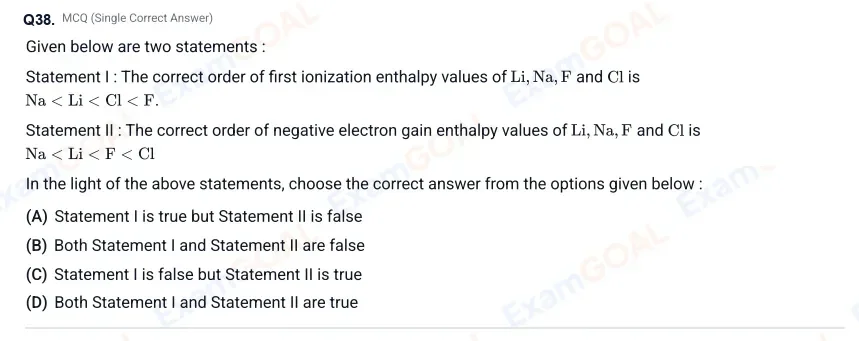 Q38. MCQ (Single Correct Answer)
Given below are two statements :
Statement I : The correct order of first ionization enthalpy values of Li, Na, F and Cl is
Na < Li < Cl < F.
Statement II : The correct order of negative electron gain enthalpy values of Li, Na, F and Cl is
Na < Li < F < Cl
In the light of the above statements, choose the correct answer from the options given below :
(A) Statement I is true but Statement II is false
(B) Both Statement I and Statement II are false
(C) Statement I is false but Statement II is true
(D) Both Statement I and Statement II are true
ExamGOAL